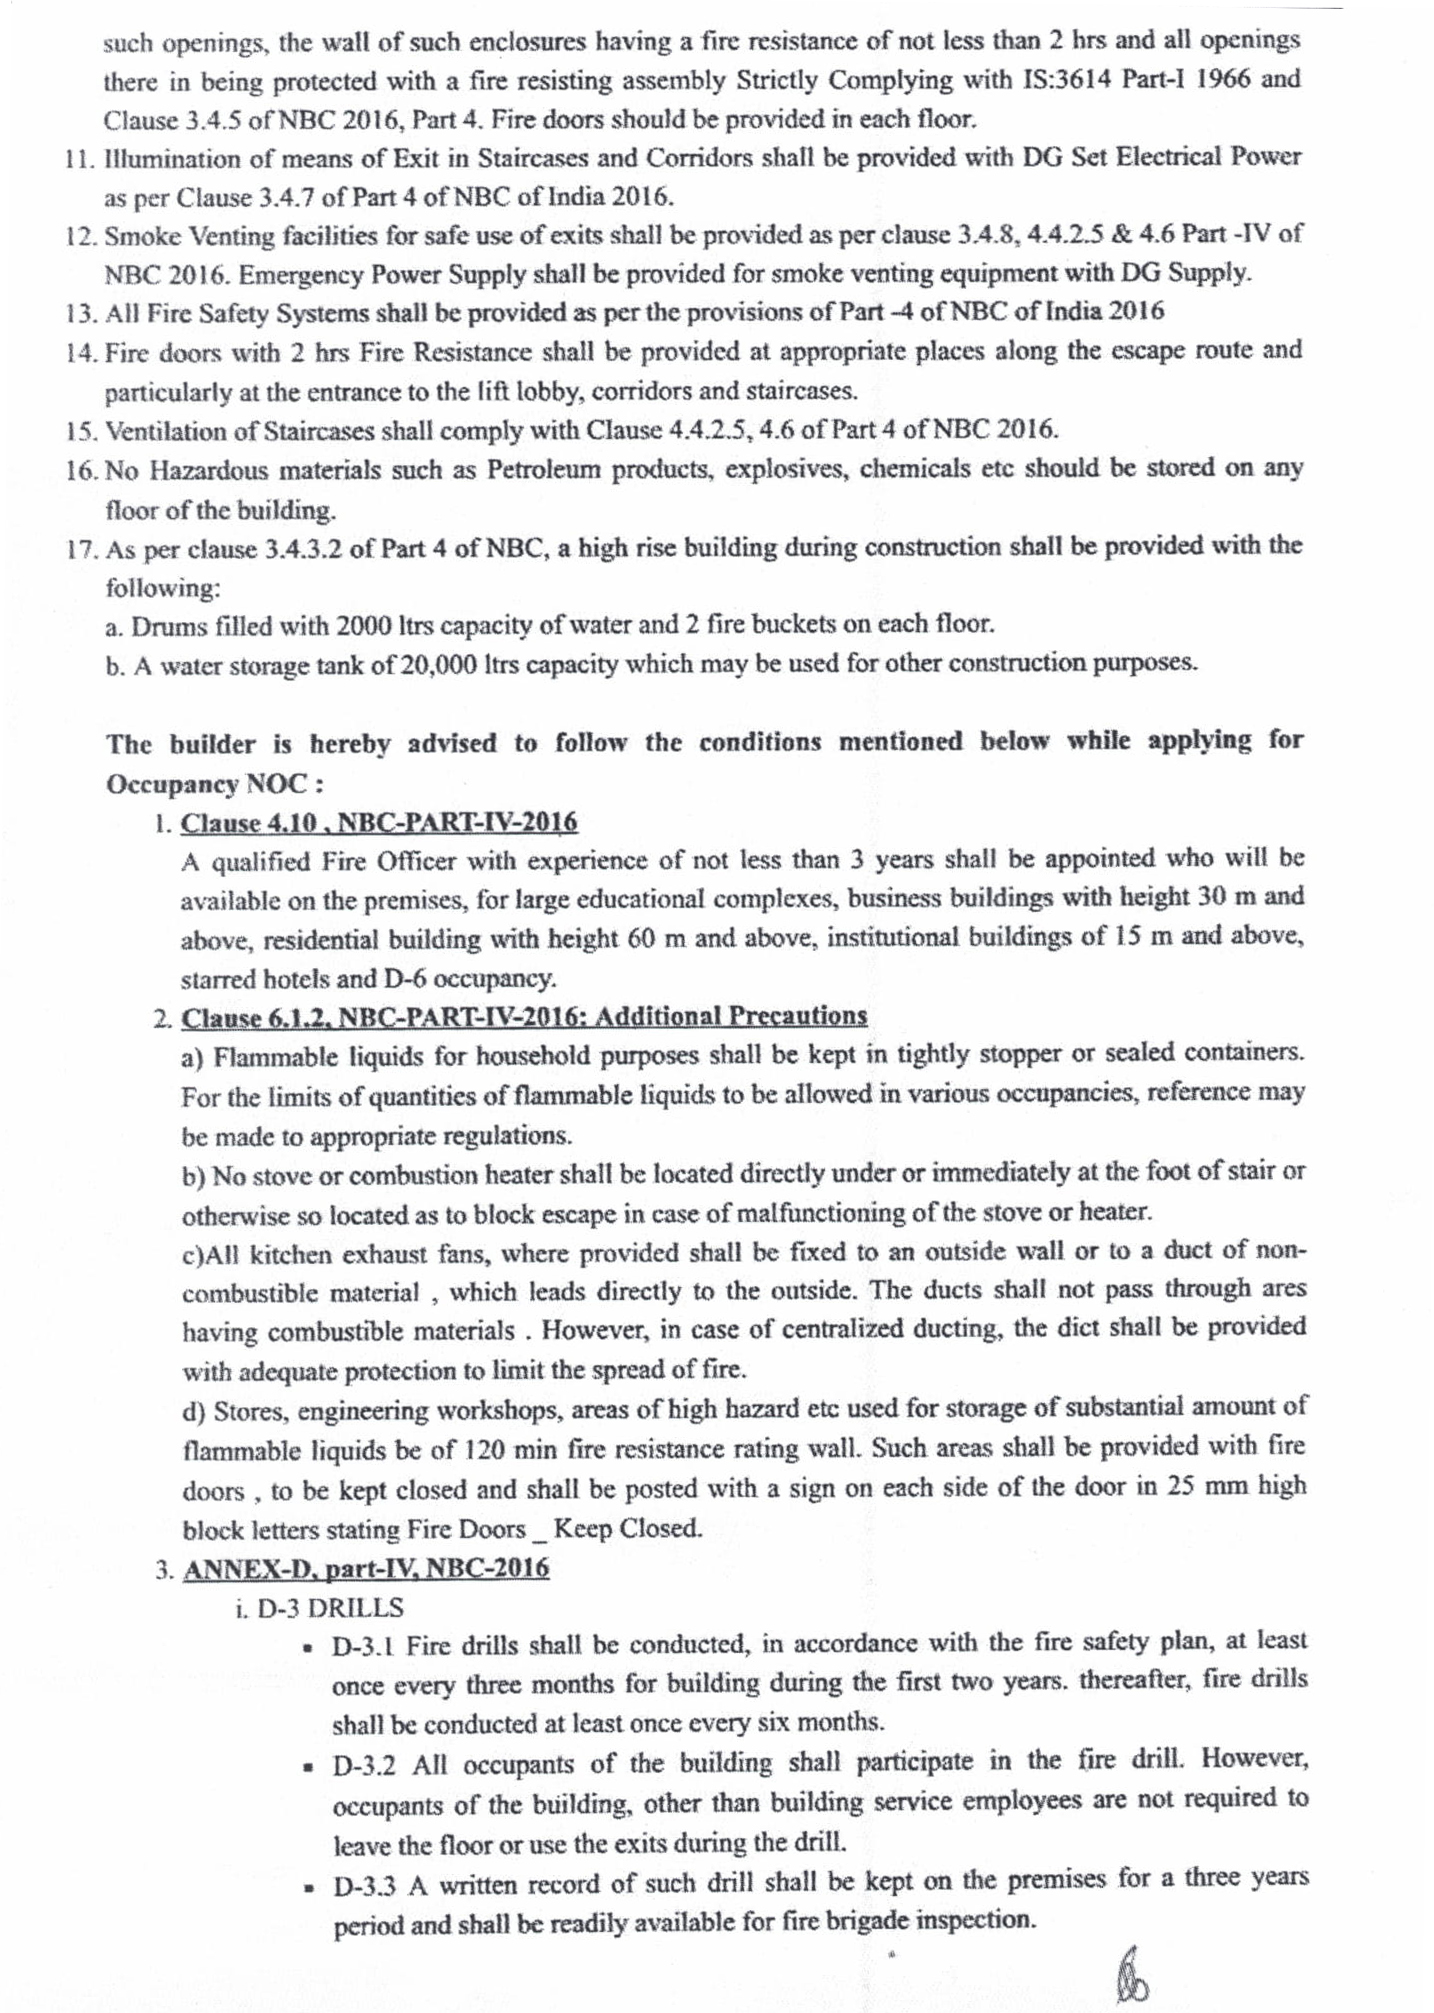 such openings, the wall of such enclosures having a fire resistance of not less than 2 hrs and all openings
there in being protected with a fire resisting assembly Strictly Complying with IS:3614 Part-I 1966 and
Clause 3.4.5 of NBC 2016, Part 4. Fire doors should be provided in each floor.
11. Illumination of means of Exit in Staircases and Corridors shall be provided with DG Set Electrical Power
as per Clause 3.4.7 of Part 4 of NBC of India 2016.
12. Smoke Venting facilities for safe use of exits shall be provided as per clause 3.4.8, 4.4.2.5 & 4.6 Part -IV of
NBC 2016. Emergency Power Supply shall be provided for smoke venting equipment with DG Supply.
13. All Fire Safety Systems shall be provided as per the provisions of Part -4 of NBC of India 2016
14. Fire doors with 2 hrs Fire Resistance shall be provided at appropriate places along the escape route and
particularly at the entrance to the lift lobby, corridors and staircases.
15. Ventilation of Staircases shall comply with Clause 4.4.2.5, 4.6 of Part 4 of NBC 2016.
16. No Hazardous materials such as Petroleum products, explosives, chemicals etc should be stored on any
floor of the building.
17. As per clause 3.4.3.2 of Part 4 of NBC, a high rise building during construction shall be provided with the
following:
a. Drums filled with 2000 ltrs capacity of water and 2 fire buckets on each floor.
b. A water storage tank of 20,000 ltrs capacity which may be used for other construction purposes.
The builder is hereby advised to follow the conditions mentioned below while applying for
Occupancy NOC :
1. Clause 4.10 , NBC-PART-IV-2016
A qualified Fire Officer with experience of not less than 3 years shall be appointed who will be
available on the premises, for large educational complexes, business buildings with height 30 m and
above, residential building with height 60 m and above, institutional buildings of 15 m and above,
starred hotels and D-6 occupancy.
2. Clause 6.1.2, NBC-PART-IV-2016: Additional Precautions
a) Flammable liquids for household purposes shall be kept in tightly stopper or sealed containers.
For the limits of quantities of flammable liquids to be allowed in various occupancies, reference may
be made to appropriate regulations.
b) No stove or combustion heater shall be located directly under or immediately at the foot of stair or
otherwise so located as to block escape in case of malfunctioning of the stove or heater.
c)All kitchen exhaust fans, where provided shall be fixed to an outside wall or to a duct of non-
combustible material , which leads directly to the outside. The ducts shall not pass through ares
having combustible materials . However, in case of centralized ducting, the dict shall be provided
with adequate protection to limit the spread of fire.
d) Stores, engineering workshops, areas of high hazard etc used for storage of substantial amount of
flammable liquids be of 120 min fire resistance rating wall. Such areas shall be provided with fire
doors , to be kept closed and shall be posted with a sign on each side of the door in 25 mm high
block letters stating Fire Doors _ Keep Closed.
3. ANNEX-D, part-IV, NBC-2016
i. D-3 DRILLS
▪ D-3.1 Fire drills shall be conducted, in accordance with the fire safety plan, at least
once every three months for building during the first two years. thereafter, fire drills
shall be conducted at least once every six months.
▪ D-3.2 All occupants of the building shall participate in the fire drill. However,
occupants of the building, other than building service employees are not required to
leave the floor or use the exits during the drill.
▪ D-3.3 A written record of such drill shall be kept on the premises for a three years
period and shall be readily available for fire brigade inspection.